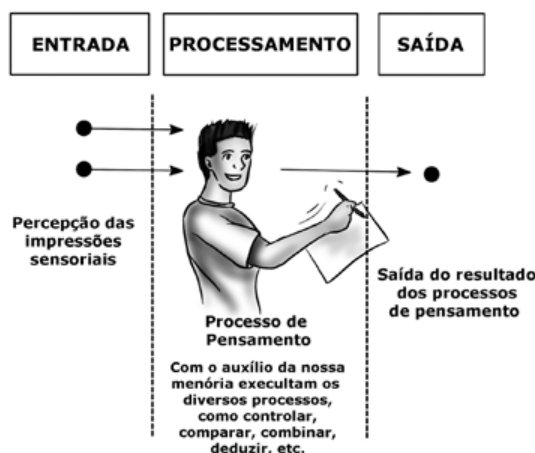 ENTRADA
PROCESSAMENTO
SAÍDA
Percepção das
impressões
sensoriais
Processo de
Pensamento
Com o auxílio da nossa
menória execultam os
diversos processos,
como controlar,
comparar, combinar,
deduzir, etc.
Saída do resultado
dos processos
de pensamento